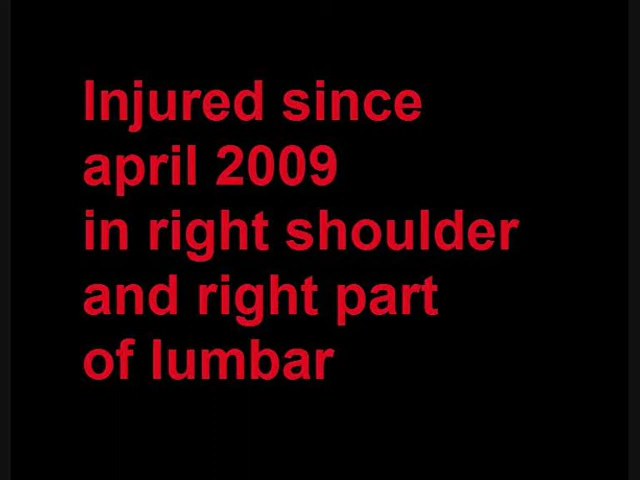 Injured since
april 2009
in right shoulder
and right part
of lumbar